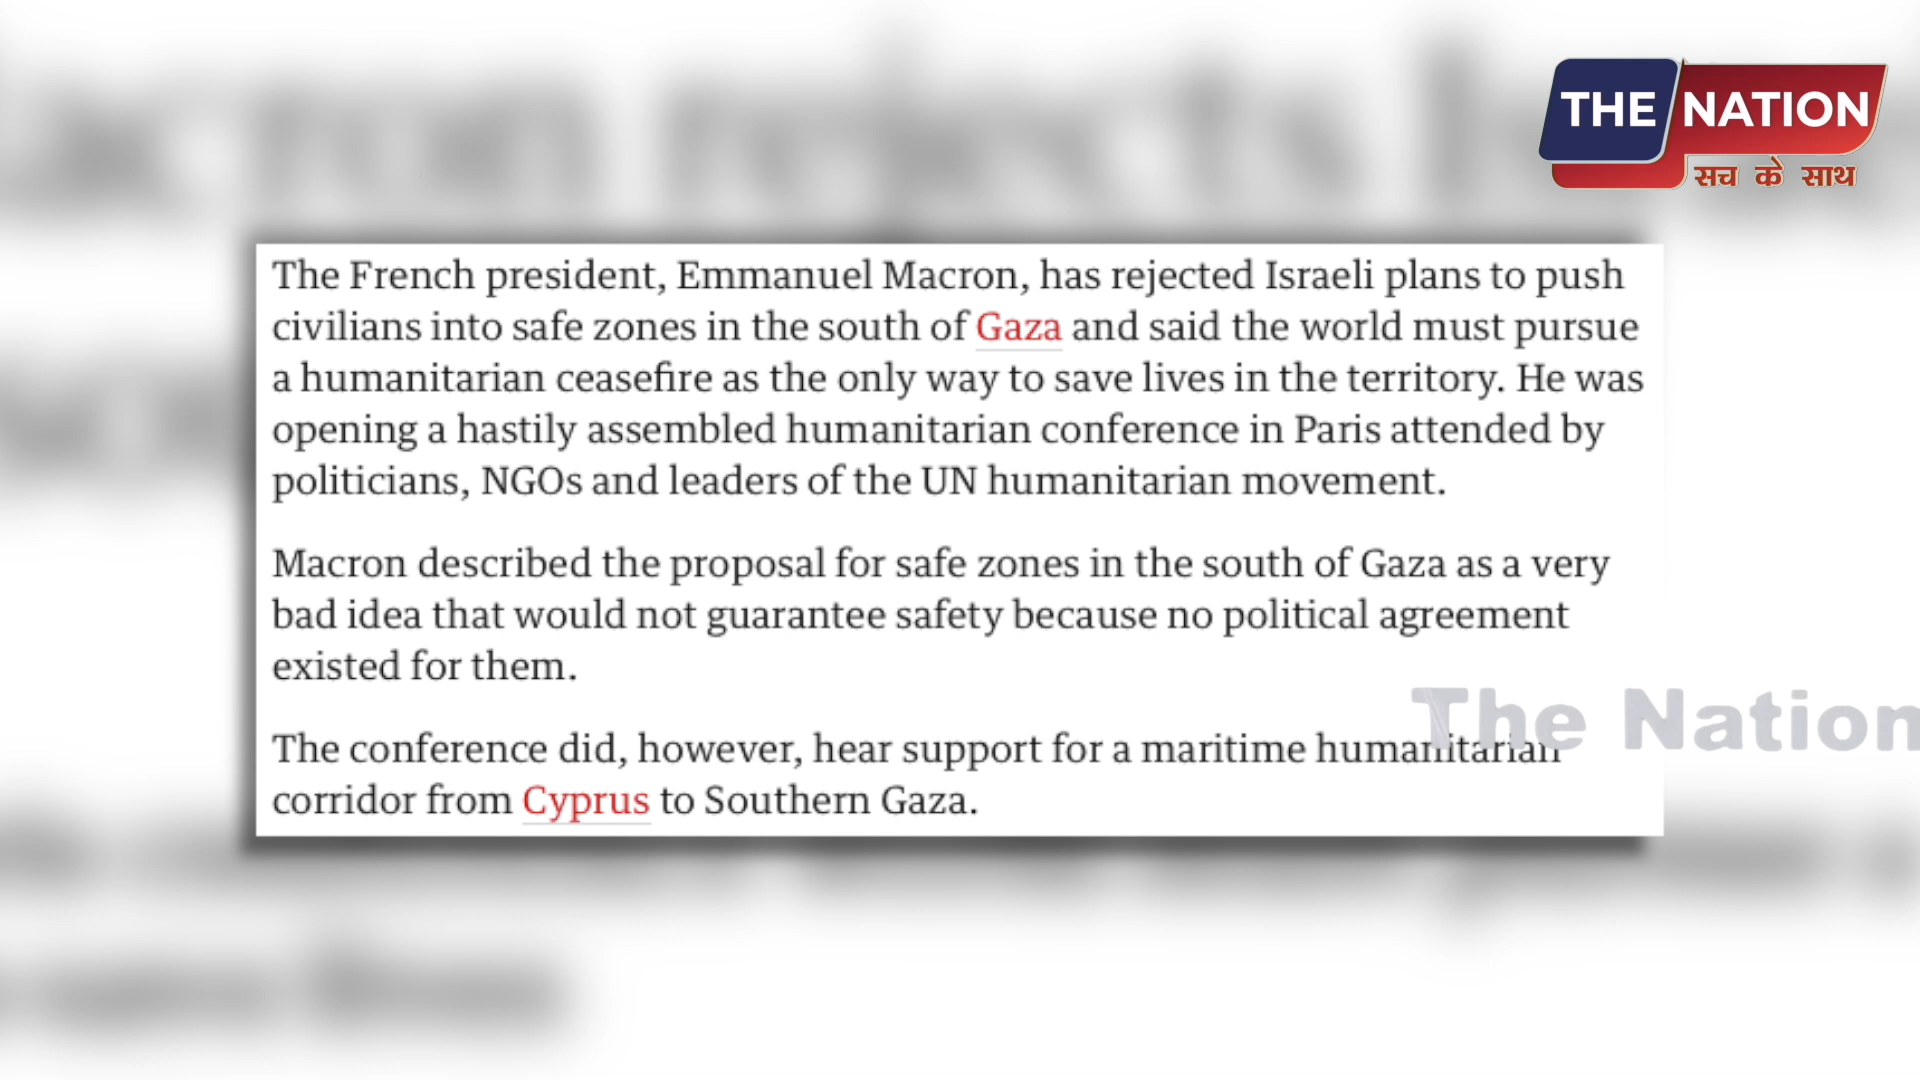 THE NATION
सच के साथ
The French president, Emmanuel Macron, has rejected Israeli plans to push
civilians into safe zones in the south of Gaza and said the world must pursue
a humanitarian ceasefire as the only way to save lives in the territory. He was
opening a hastily assembled humanitarian conference in Paris attended by
politicians, NGOs and leaders of the UN humanitarian movement.
Macron described the proposal for safe zones in the south of Gaza as a very
bad idea that would not guarantee safety because no political agreement
existed for them.
The Nation
The conference did, however, hear support for a maritime humanitarian
corridor from Cyprus to Southern Gaza.